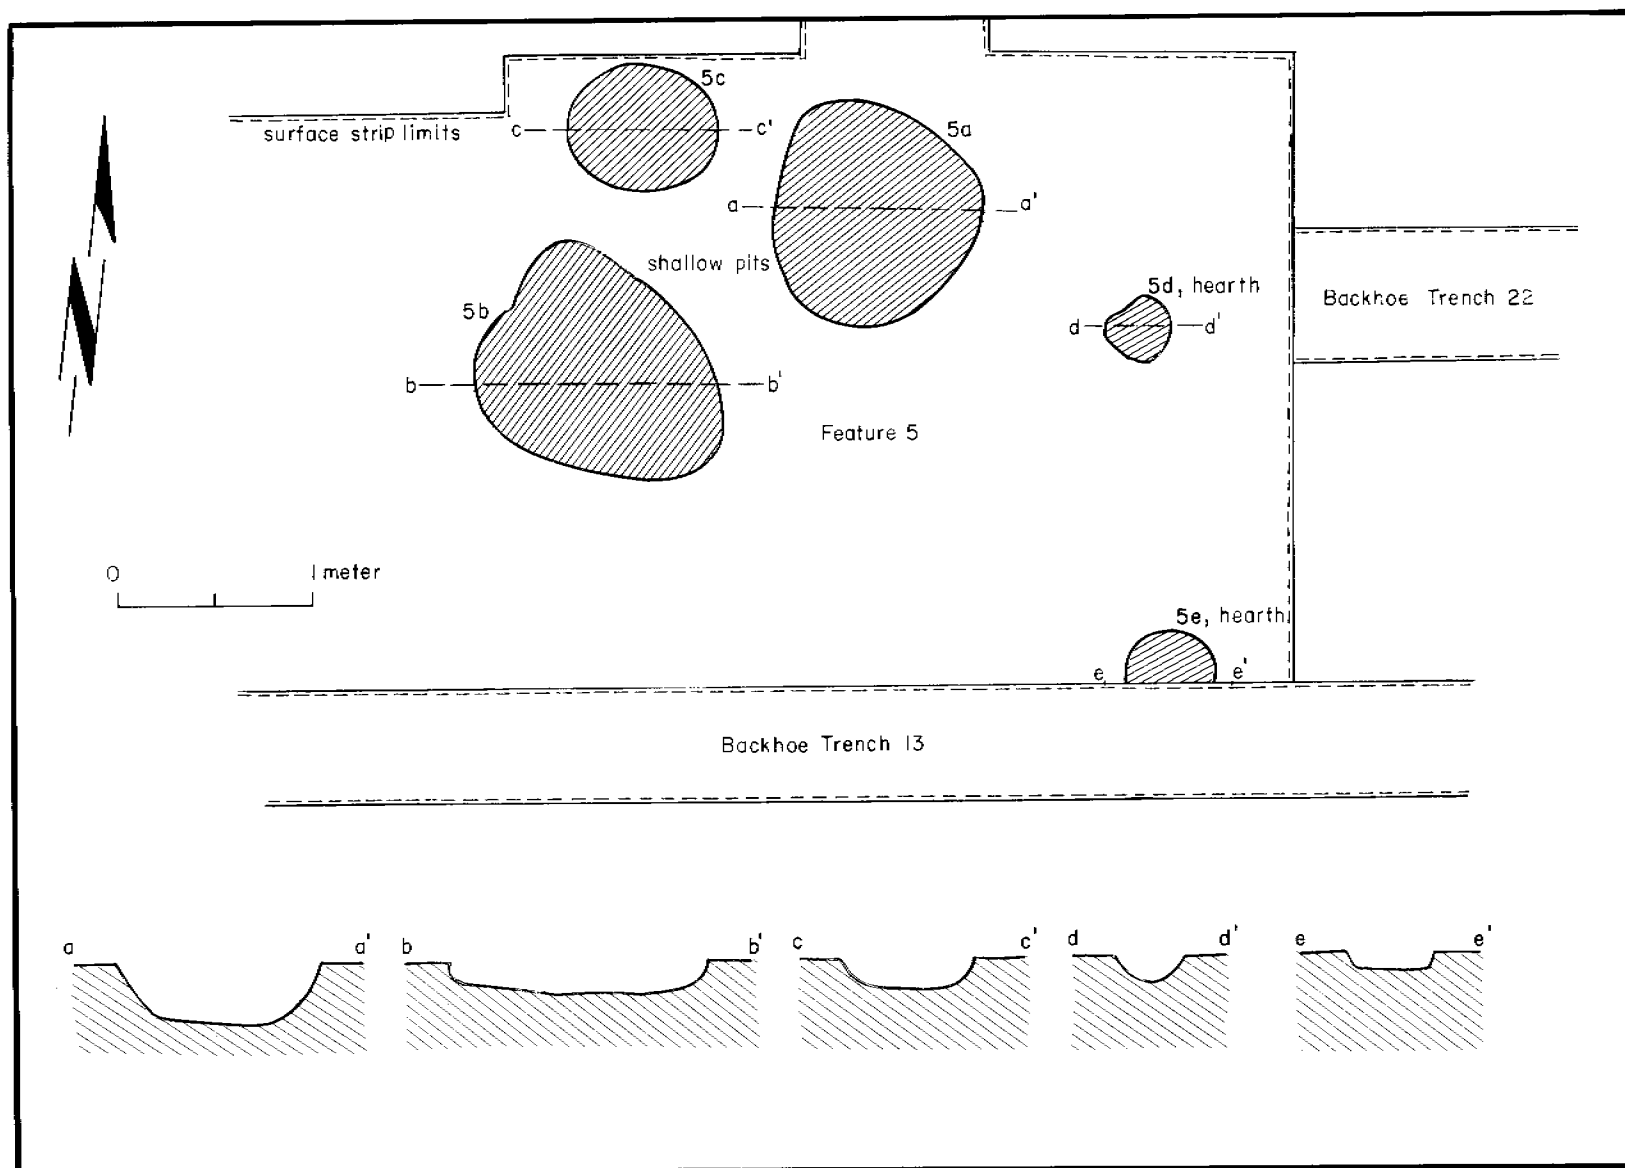 5c
surface strip limits
c c'
5a
a a'
shallow pits
5b
5d, hearth
Backhoe Trench 22
d d'
b b'
Feature 5
N
0 1 meter
5e, hearth
e e'
Backhoe Trench 13
a a' b b' c c' d d' e e'